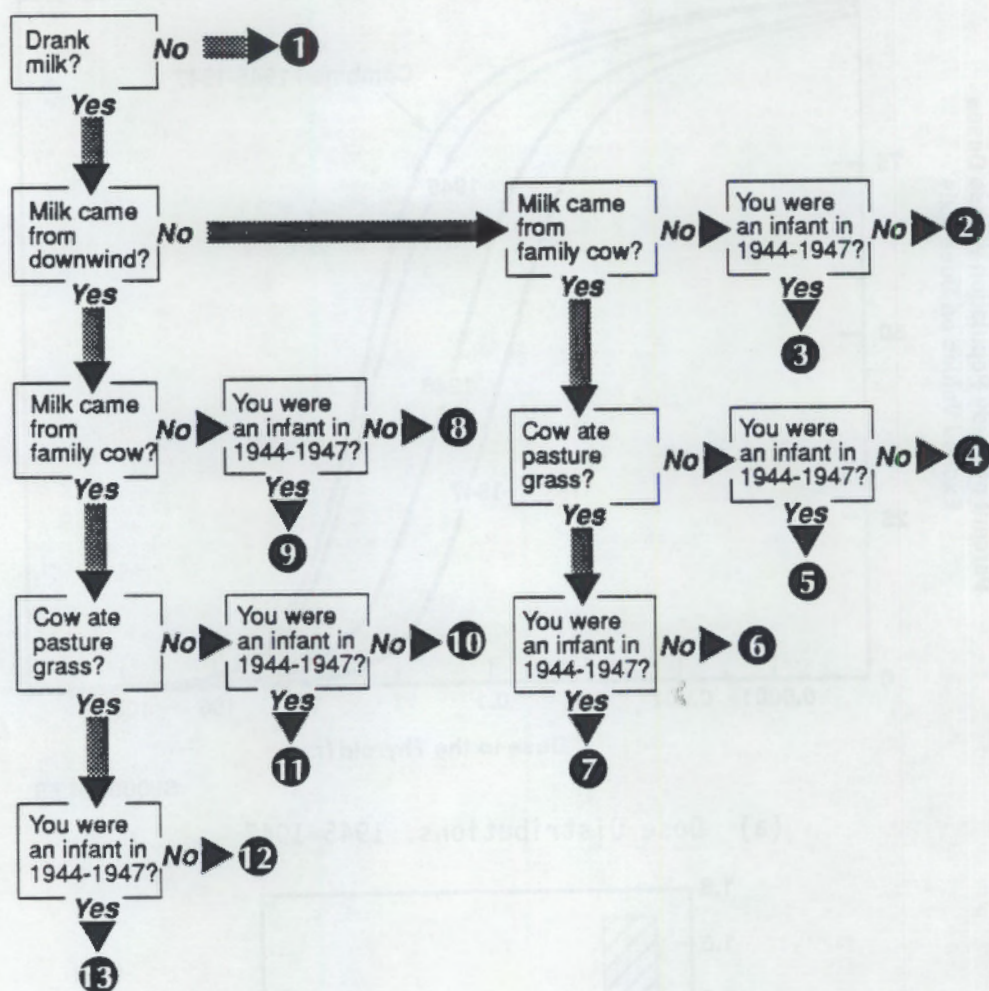 Drank
milk?
No
1
Yes
Milk came
from
downwind?
No
Milk came
from
family cow?
No
You were
an infant in
1944-1947?
No
2
Yes
Yes
Yes
3
Milk came
from
family cow?
No
You were
an infant in
1944-1947?
No
8
Cow ate
pasture
grass?
No
You were
an infant in
1944-1947?
No
4
Yes
Yes
Yes
Yes
9
5
Cow ate
pasture
grass?
No
You were
an infant in
1944-1947?
No
10
You were
an infant in
1944-1947?
No
6
Yes
Yes
Yes
11
7
You were
an infant in
1944-1947?
No
12
Yes
13
(a) Dose Distributions, 1945